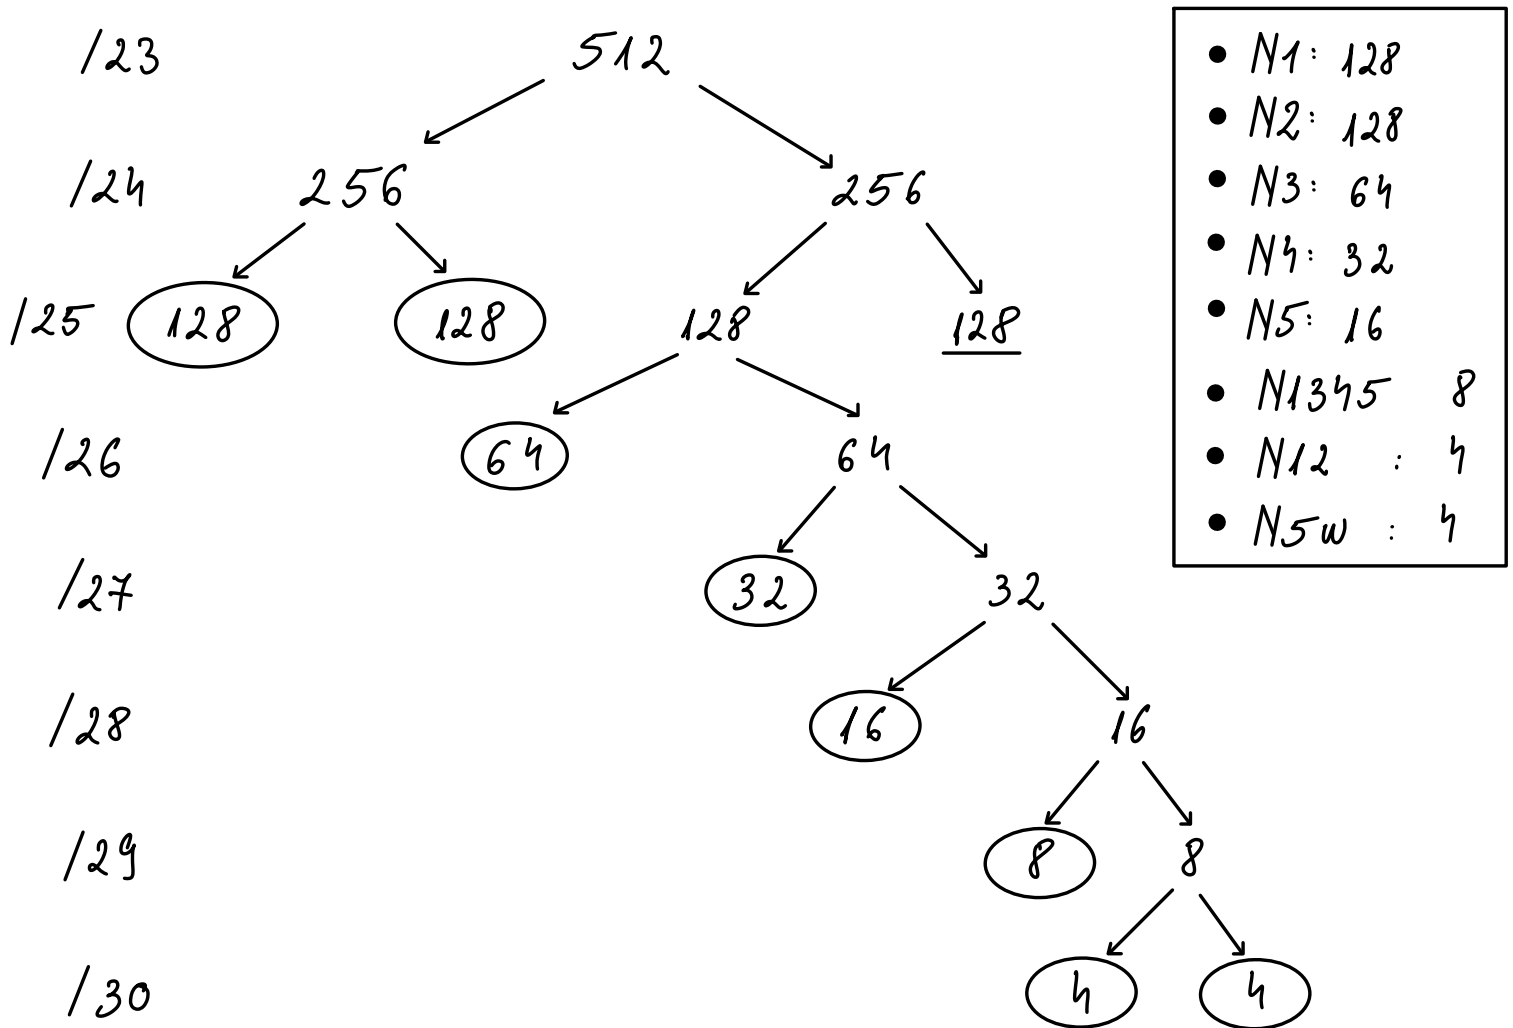 /23 512
/24 256 256
/25 128 128 128 128
/26 64 64
/27 32 32
/28 16 16
/29 8 8
/30 4 4
• N1: 128
• N2: 128
• N3: 64
• N4: 32
• N5: 16
• N1345 8
• N12 : 4
• N5w : 4